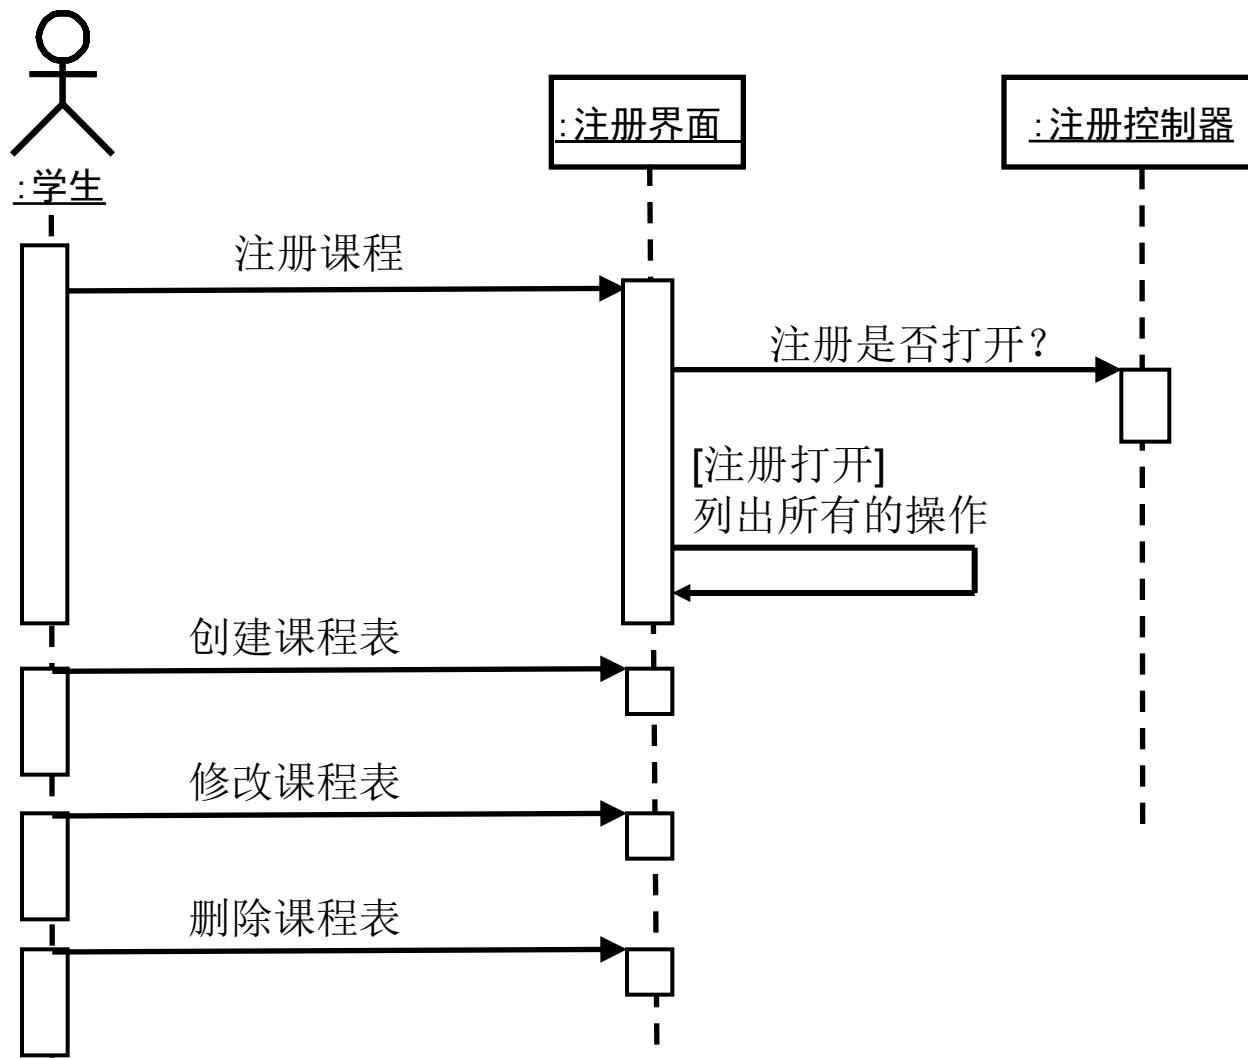 :注册界面
:注册控制器
:学生
注册课程
注册是否打开？
[注册打开]
列出所有的操作
创建课程表
修改课程表
删除课程表